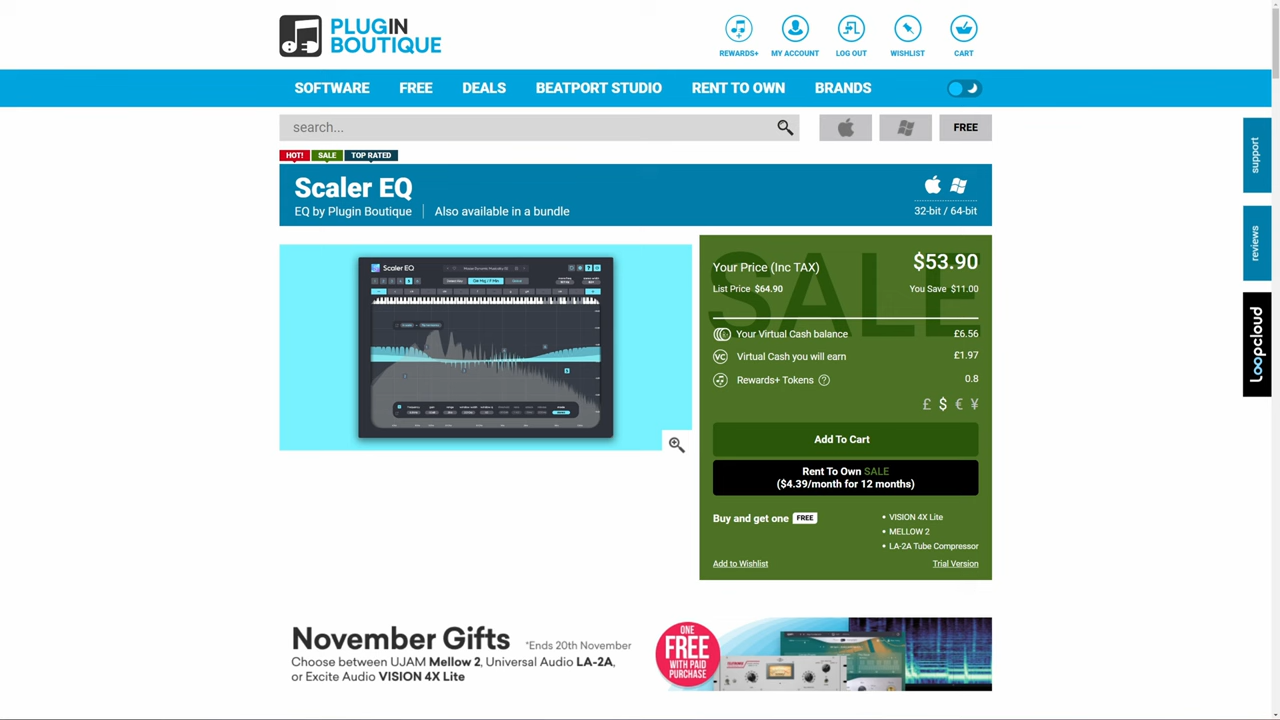 PLUGIN
BOUTIQUE
REWARDS+
MY ACCOUNT
LOG OUT
WISHLIST
CART
SOFTWARE
FREE
DEALS
BEATPORT STUDIO
RENT TO OWN
BRANDS
search...
FREE
HOT!
SALE
TOP RATED
Scaler EQ
EQ by Plugin Boutique
Also available in a bundle
32-bit / 64-bit
support
reviews
loopcloud
Scaler EQ
SALE
Your Price (Inc TAX)
$53.90
List Price $64.90
You Save $11.00
Your Virtual Cash balance
£6.56
VC
Virtual Cash you will earn
£1.97
Rewards+ Tokens ?
0.8
£ $ € ¥
Add To Cart
Rent To Own SALE
($4.39/month for 12 months)
Buy and get one FREE
• VISION 4X Lite
• MELLOW 2
• LA-2A Tube Compressor
Add to Wishlist
Trial Version
November Gifts
*Ends 20th November
Choose between UJAM Mellow 2, Universal Audio LA-2A,
or Excite Audio VISION 4X Lite
ONE
FREE
WITH PAID
PURCHASE